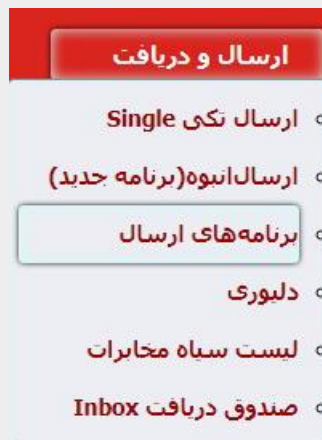 ارسال و دریافت
ارسال تکی Single
ارسال‌انبوه(برنامه جدید)
برنامه‌های ارسال
دلیوری
لیست سیاه مخابرات
صندوق دریافت Inbox